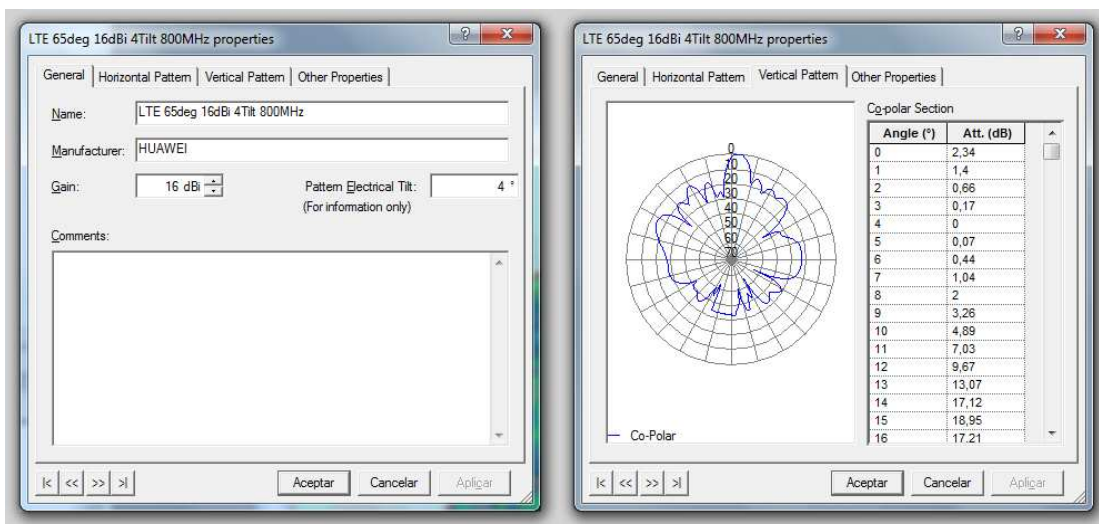 LTE 65deg 16dBi 4Tilt 800MHz properties
General Horizontal Pattern Vertical Pattern Other Properties
Name: LTE 65deg 16dBi 4Tilt 800MHz
Manufacturer: HUAWEI
Gain: 16 dBi Pattern Electrical Tilt: 4 °
(For information only)
Comments:
|< << >> >| Aceptar Cancelar Aplicar
LTE 65deg 16dBi 4Tilt 800MHz properties
General Horizontal Pattern Vertical Pattern Other Properties
Co-polar Section
Angle (°) Att. (dB)
0 2,34
1 1,4
2 0,66
3 0,17
4 0
5 0,07
6 0,44
7 1,04
8 2
9 3,26
10 4,89
11 7,03
12 9,67
13 13,07
14 17,12
15 18,95
16 17,21
0
10
20
30
40
50
60
70
Co-Polar
|< << >> >| Aceptar Cancelar Aplicar